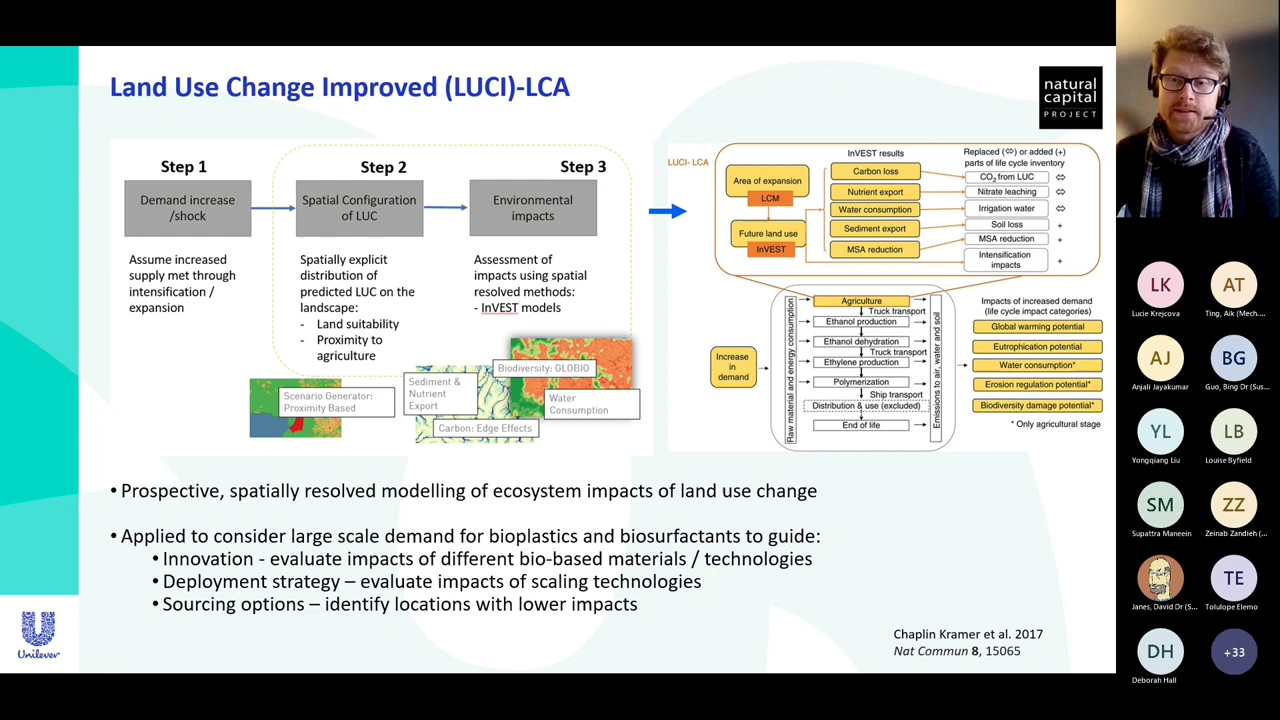 Land Use Change Improved (LUCI)-LCA
natural
capital
PROJECT
Step 1
Step 2
Step 3
Demand increase
/shock
Spatial Configuration
of LUC
Environmental
impacts
Assume increased
supply met through
intensification /
expansion
Spatially explicit
distribution of
predicted LUC on the
landscape:
- Land suitability
- Proximity to
agriculture
Assessment of
impacts using spatial
resolved methods:
- InVEST models
Scenario Generator:
Proximity Based
Sediment &
Nutrient
Export
Carbon: Edge Effects
Biodiversity: GLOBIO
Water
Consumption
LUCI- LCA
Area of expansion
LCM
Future land use
InVEST
InVEST results
Carbon loss
Nutrient export
Water consumption
Sediment export
MSA reduction
Replaced (⇔) or added (+)
parts of life cycle inventory
CO2 from LUC ⇔
Nitrate leaching ⇔
Irrigation water ⇔
Soil loss +
MSA reduction +
Intensification
impacts +
Increase
in
demand
Raw material and energy consumption
Agriculture
Truck transport
Ethanol production
Ethanol dehydration
Truck transport
Ethylene production
Polymerization
Ship transport
Distribution & use (excluded)
End of life
Emissions to air, water and soil
Impacts of increased demand
(life cycle impact categories)
Global warming potential
Eutrophication potential
Water consumption*
Erosion regulation potential*
Biodiversity damage potential*
* Only agricultural stage
• Prospective, spatially resolved modelling of ecosystem impacts of land use change
• Applied to consider large scale demand for bioplastics and biosurfactants to guide:
• Innovation - evaluate impacts of different bio-based materials / technologies
• Deployment strategy – evaluate impacts of scaling technologies
• Sourcing options – identify locations with lower impacts
Chaplin Kramer et al. 2017
Nat Commun 8, 15065
Unilever
LK
Lucie Krejcova
AT
Ting, Aik (Mech....
AJ
Anjali Jayakumar
BG
Guo, Bing Dr (Sus...
YL
Yongqiang Liu
LB
Louise Byfield
SM
Supattra Maneein
ZZ
Zeinab Zandieh (...
Janes, David Dr (S...
TE
Tolulope Elemo
DH
Deborah Hall
+33